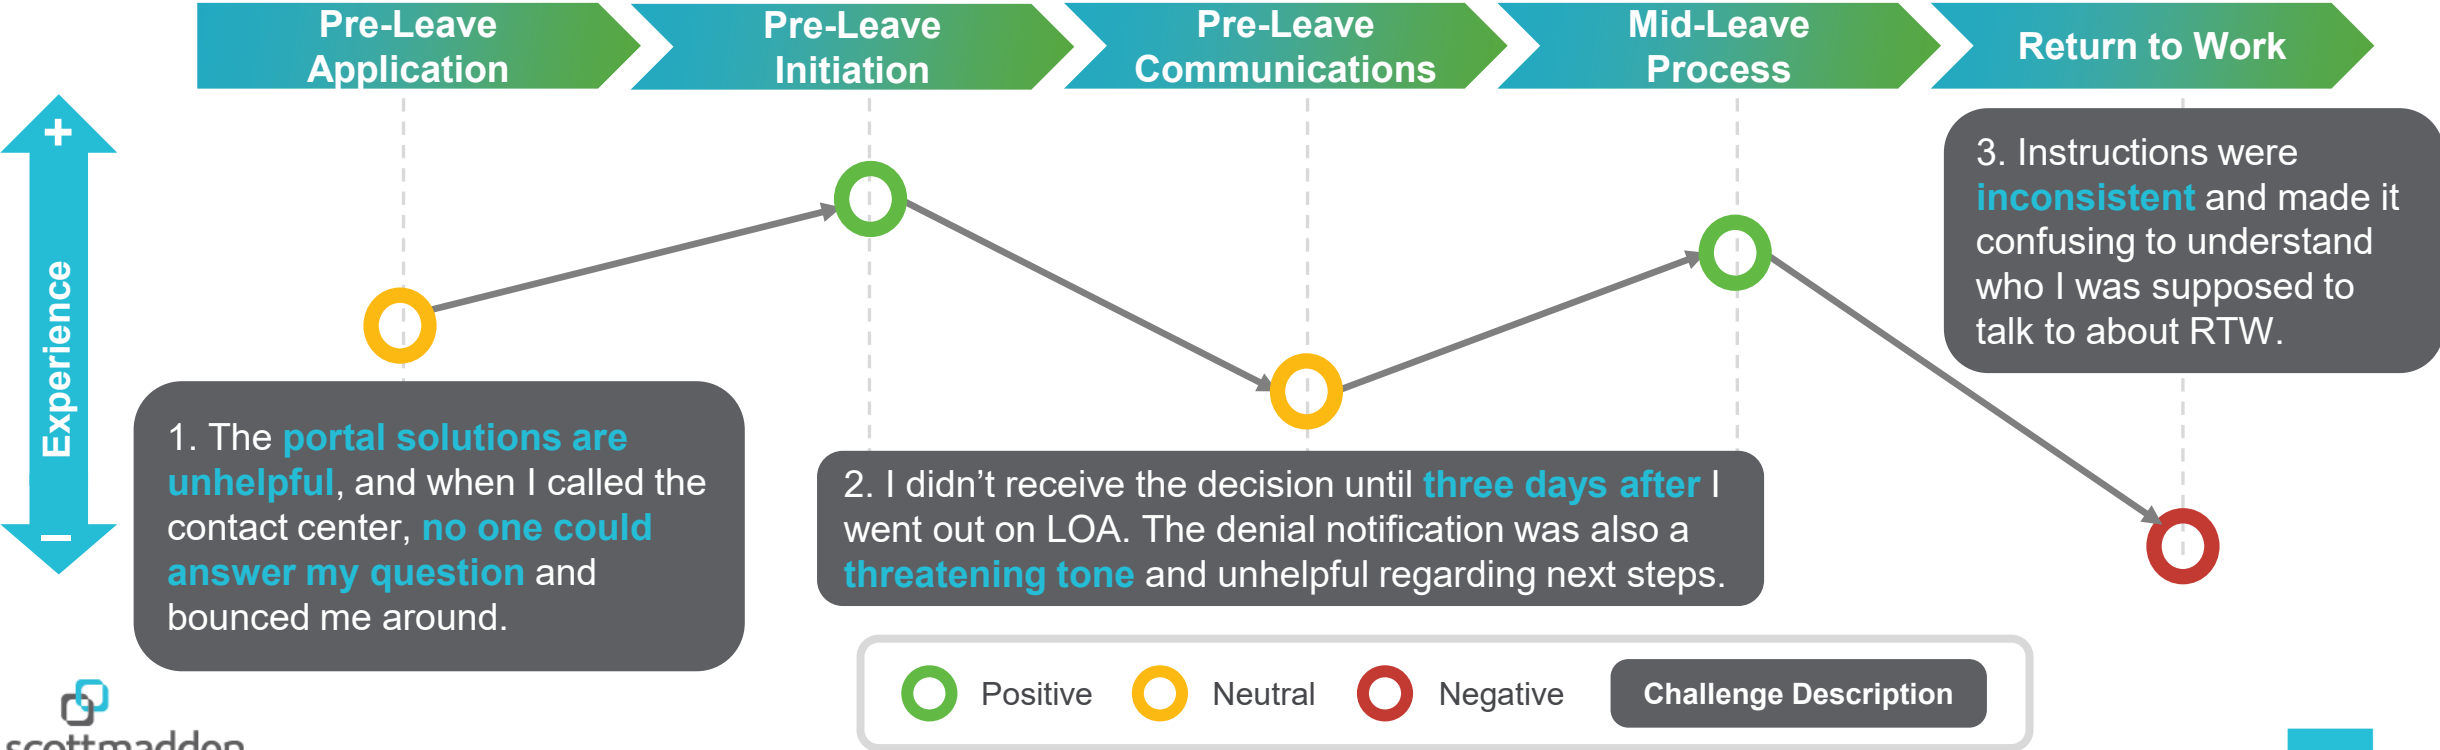 Pre-Leave
Application
Pre-Leave
Initiation
Pre-Leave
Communications
Mid-Leave
Process
Return to Work
+
Experience
–
1. The portal solutions are
unhelpful, and when I called the
contact center, no one could
answer my question and
bounced me around.
2. I didn’t receive the decision until three days after I
went out on LOA. The denial notification was also a
threatening tone and unhelpful regarding next steps.
3. Instructions were
inconsistent and made it
confusing to understand
who I was supposed to
talk to about RTW.
Positive
Neutral
Negative
Challenge Description
scottmadden